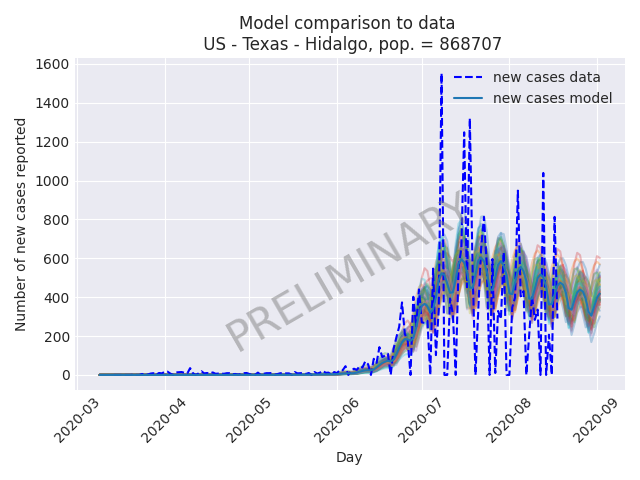 Model comparison to data
US - Texas - Hidalgo, pop. = 868707
1600
1400
1200
1000
800
600
400
200
0
Number of new cases reported
new cases data
new cases model
PRELIMINARY
2020-03
2020-04
2020-05
2020-06
2020-07
2020-08
2020-09
Day